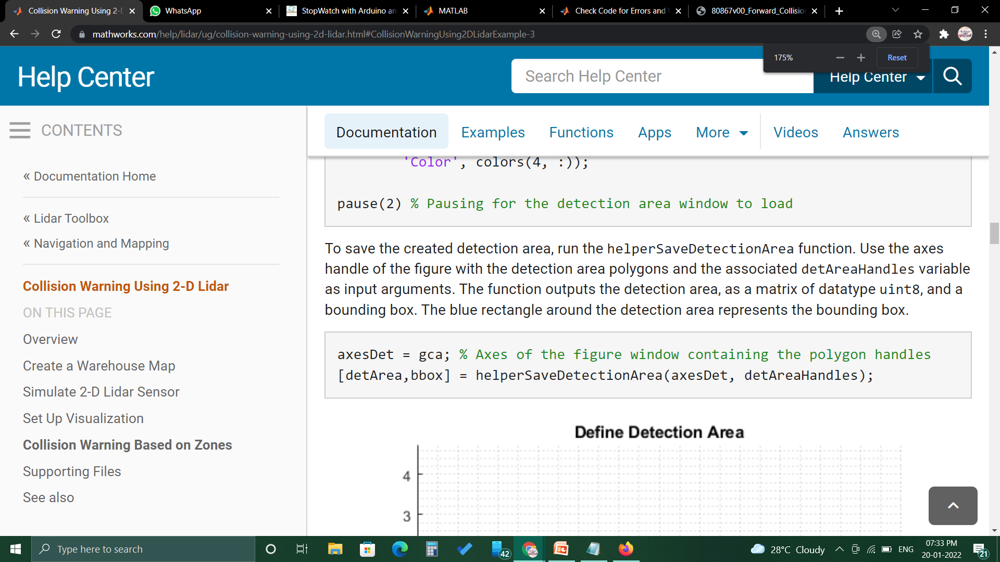 Collision Warning Using 2-D
WhatsApp
StopWatch with Arduino an
MATLAB
Check Code for Errors and
80867v00_Forward_Collisio
mathworks.com/help/lidar/ug/collision-warning-using-2d-lidar.html#CollisionWarningUsing2DLidarExample-3
175%
Reset
Help Center
Search Help Center
Help Center
CONTENTS
Documentation
Examples
Functions
Apps
More
Videos
Answers
« Documentation Home
« Lidar Toolbox
« Navigation and Mapping
Collision Warning Using 2-D Lidar
ON THIS PAGE
Overview
Create a Warehouse Map
Simulate 2-D Lidar Sensor
Set Up Visualization
Collision Warning Based on Zones
Supporting Files
See also
'Color', colors(4, :));
pause(2) % Pausing for the detection area window to load
To save the created detection area, run the helperSaveDetectionArea function. Use the axes
handle of the figure with the detection area polygons and the associated detAreaHandles variable
as input arguments. The function outputs the detection area, as a matrix of datatype uint8, and a
bounding box. The blue rectangle around the detection area represents the bounding box.
axesDet = gca; % Axes of the figure window containing the polygon handles
[detArea,bbox] = helperSaveDetectionArea(axesDet, detAreaHandles);
Define Detection Area
4
3
Type here to search
42
28°C Cloudy
ENG
07:33 PM
20-01-2022
21